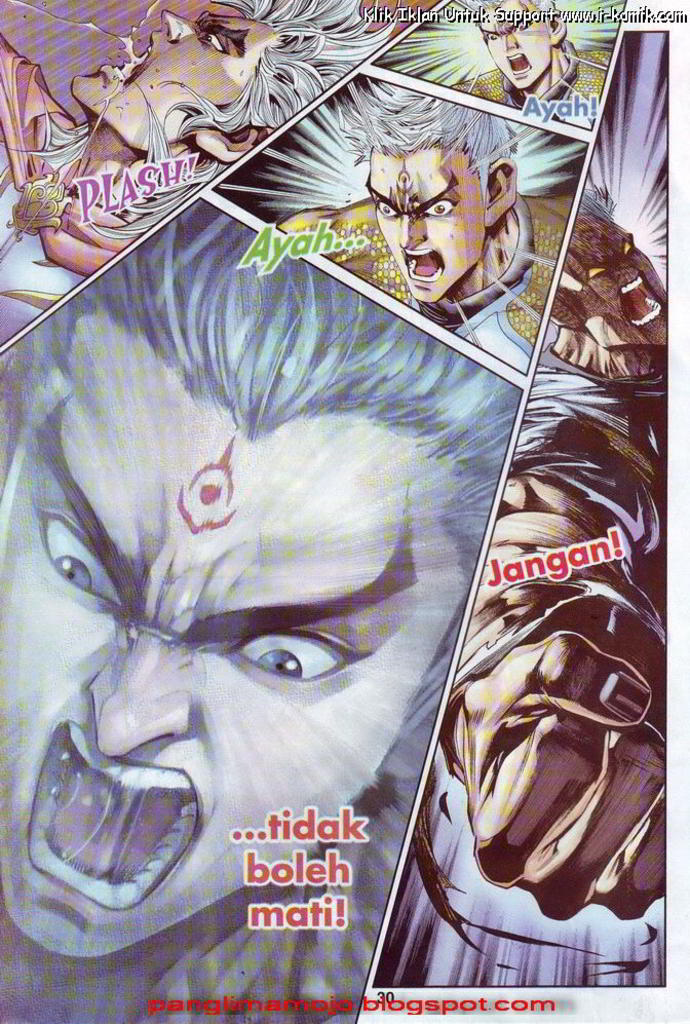 Klik Iklan Untuk Support www.i-komik.com
PLASH!
Ayah!
Ayah...
Jangan!
...tidak
boleh
mati!
30
panglimamojo.blogspot.com